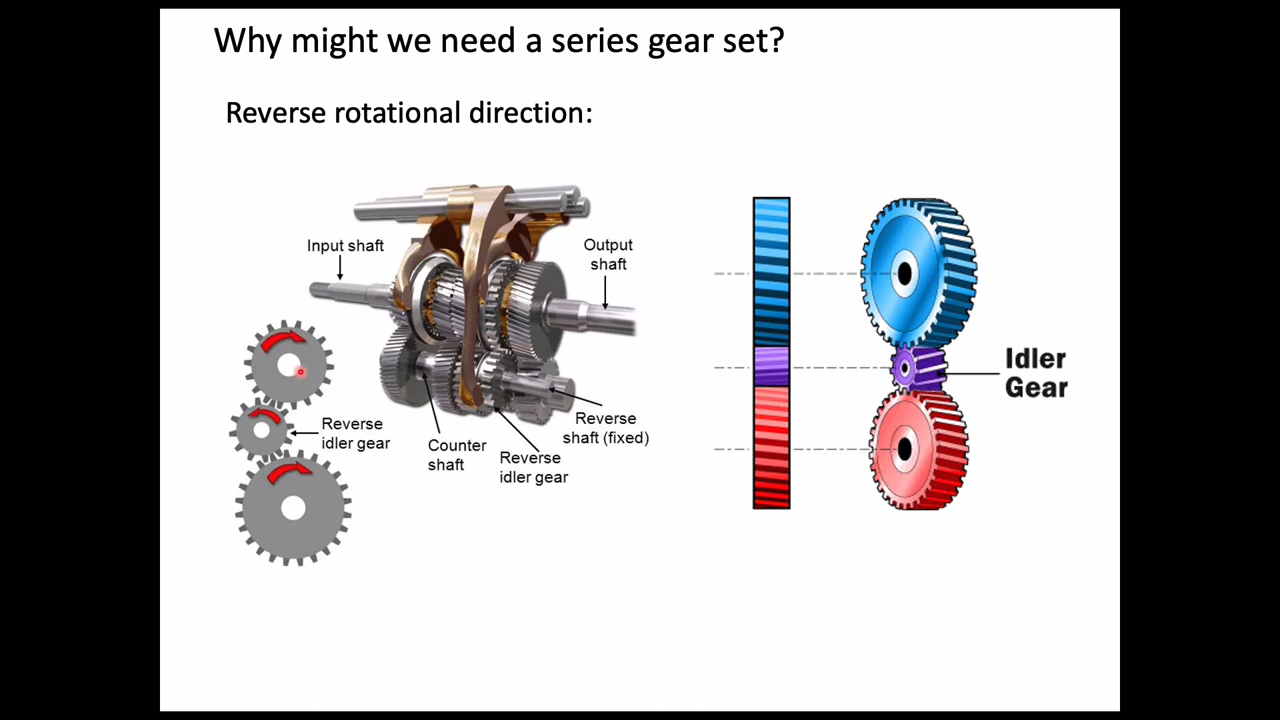 Why might we need a series gear set?
Reverse rotational direction:
Input shaft
Output
shaft
Reverse
idler gear
Counter
shaft
Reverse
idler gear
Reverse
shaft (fixed)
Idler
Gear